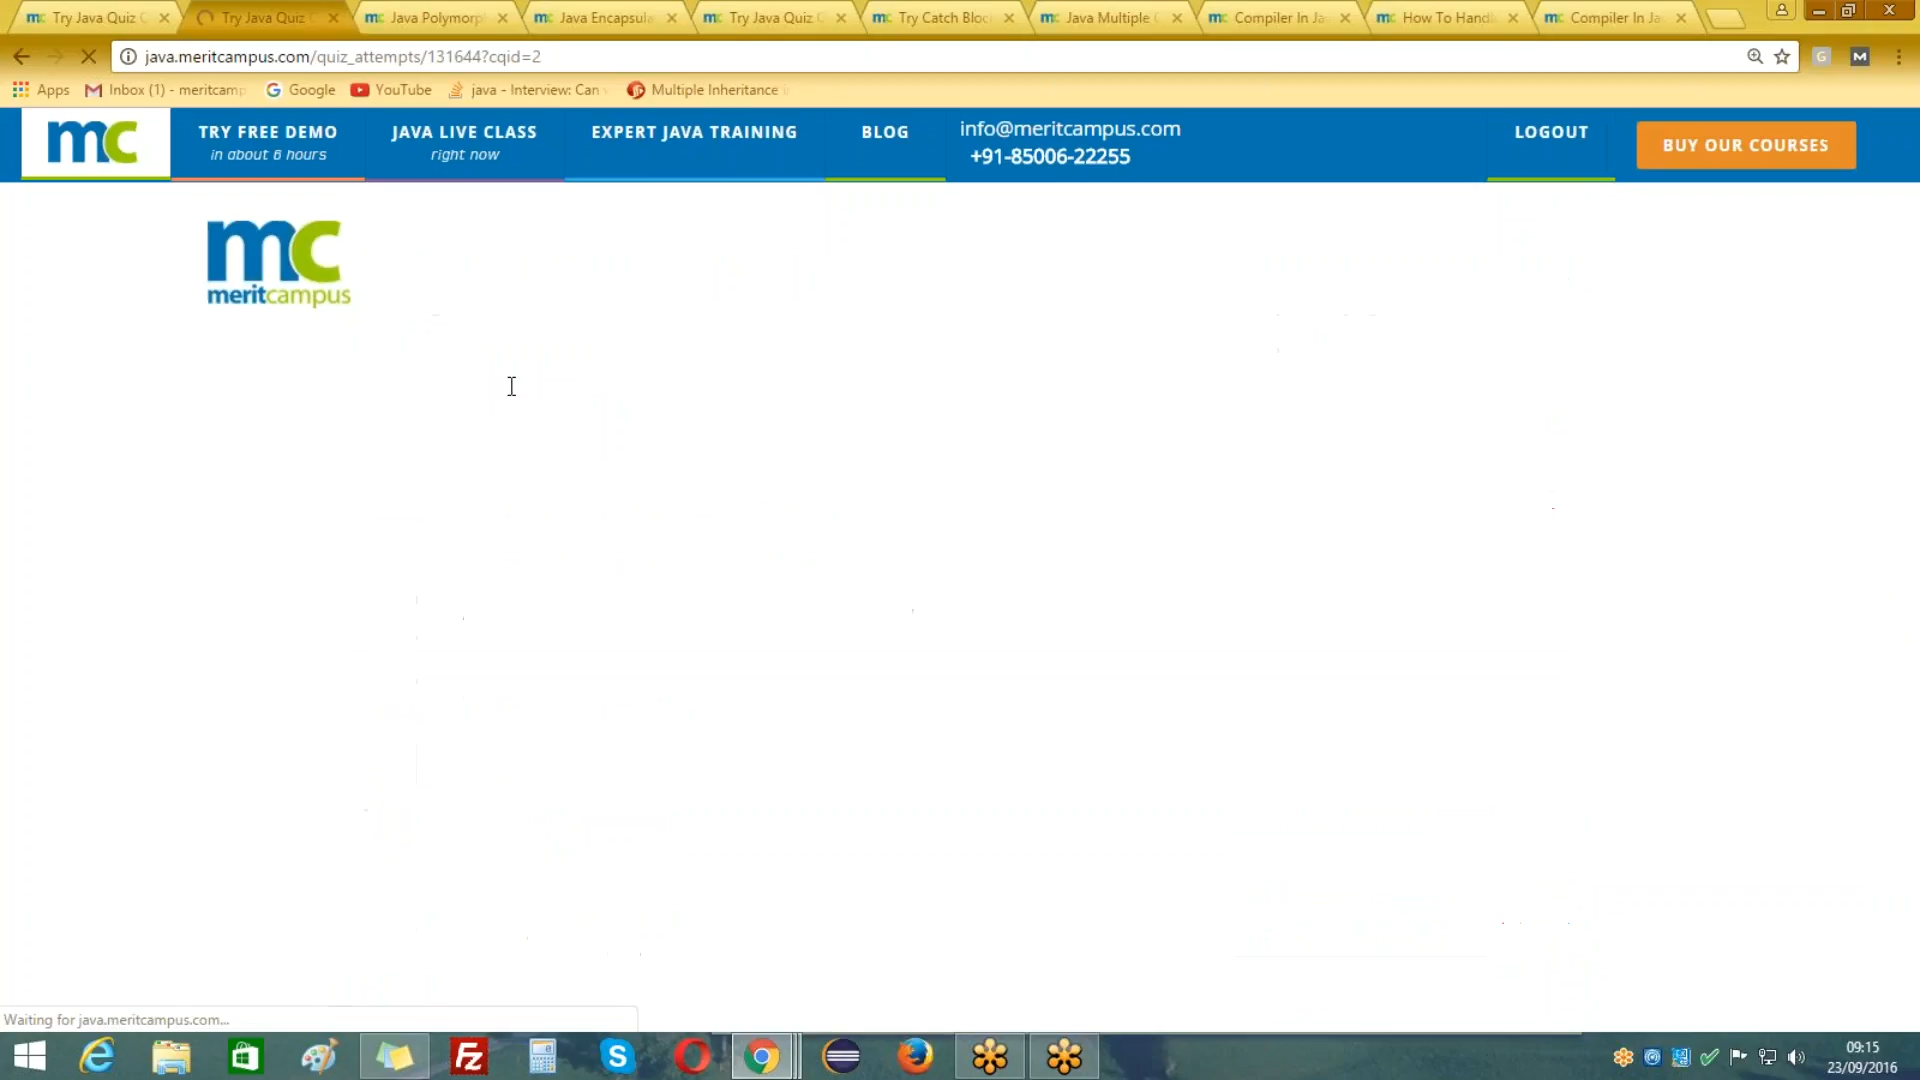 Try Java Quiz
Try Java Quiz
Java Polymorp
Java Encapsula
Try Java Quiz
Try Catch Bloc
Java Multiple
Compiler In Ja
How To Handl
Compiler In Ja
java.meritcampus.com/quiz_attempts/131644?cqid=2
Apps
Inbox (1) - meritcamp
Google
YouTube
java - Interview: Can
Multiple Inheritance
mc
TRY FREE DEMO
in about 6 hours
JAVA LIVE CLASS
right now
EXPERT JAVA TRAINING
BLOG
info@meritcampus.com
+91-85006-22255
LOGOUT
BUY OUR COURSES
mc
meritcampus
Waiting for java.meritcampus.com...
09:15
23/09/2016